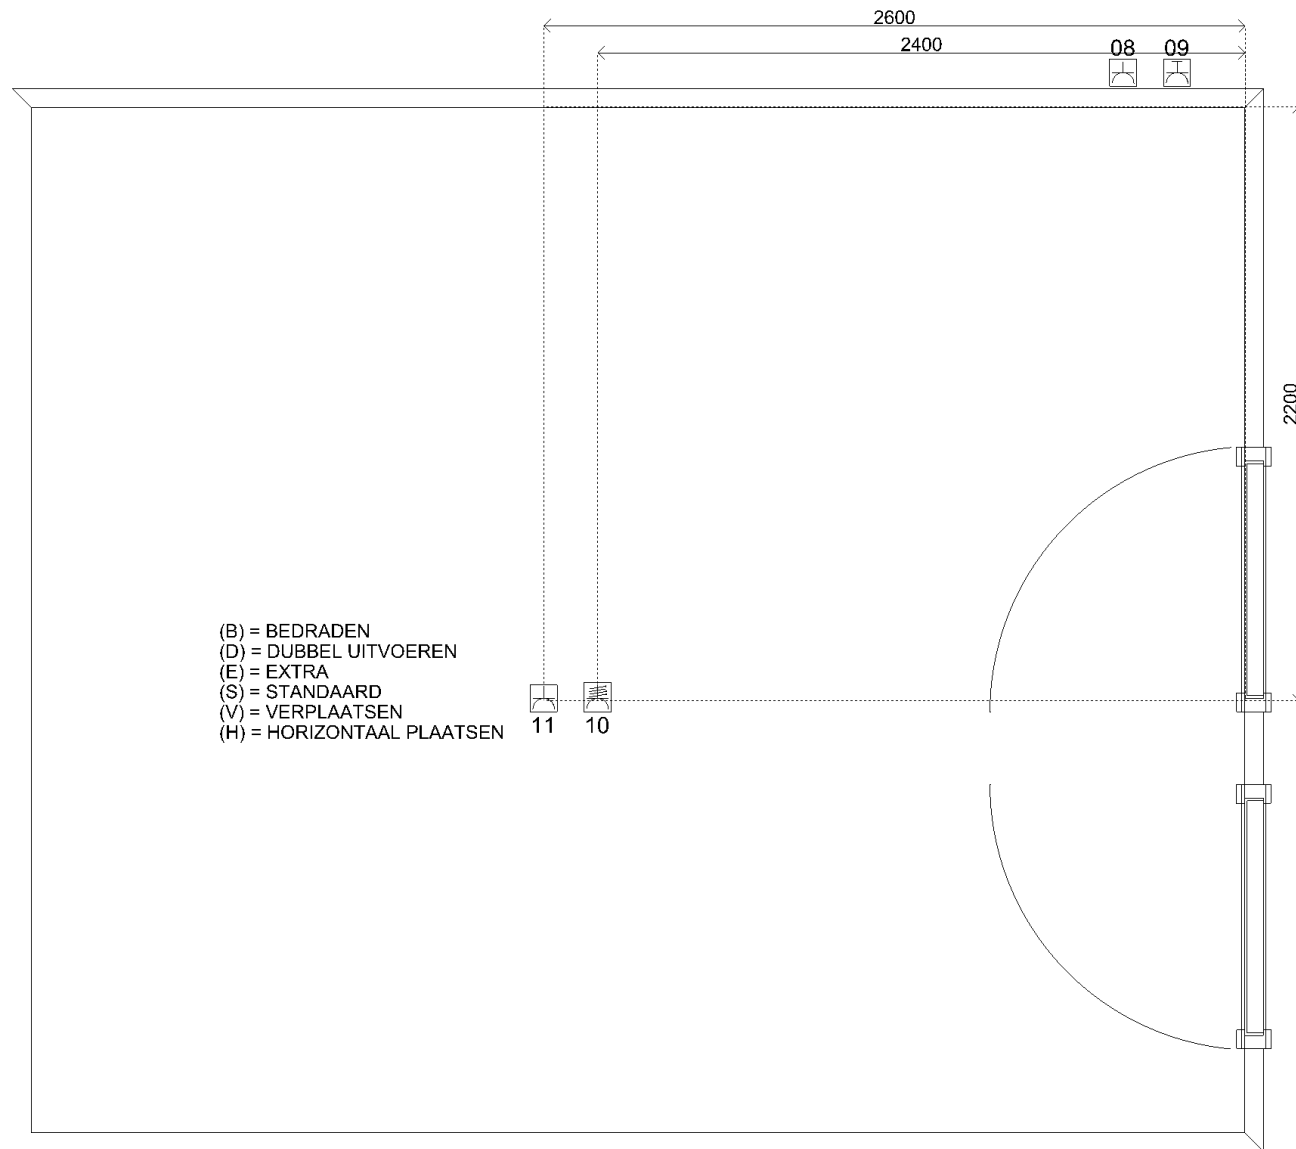 2600
2400
08 09
2200
(B) = BEDRADEN
(D) = DUBBEL UITVOEREN
(E) = EXTRA
(S) = STANDAARD
(V) = VERPLAATSEN
(H) = HORIZONTAAL PLAATSEN
11 10